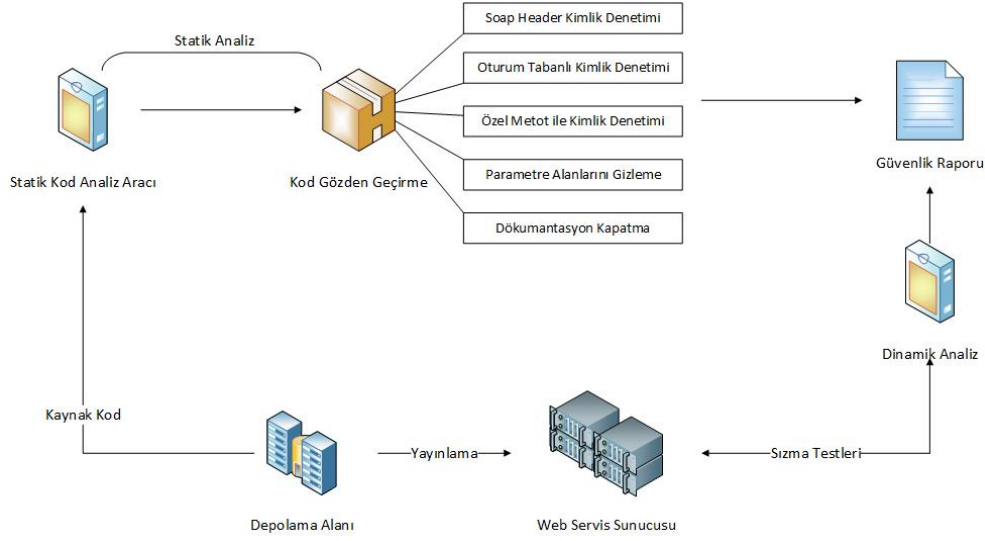 Soap Header Kimlik Denetimi
Statik Analiz
Oturum Tabanlı Kimlik Denetimi
Özel Metot ile Kimlik Denetimi
Statik Kod Analiz Aracı
Kod Gözden Geçirme
Parametre Alanlarını Gizleme
Güvenlik Raporu
Dökumantasyon Kapatma
Dinamik Analiz
Kaynak Kod
Yayınlama
Sızma Testleri
Depolama Alanı
Web Servis Sunucusu